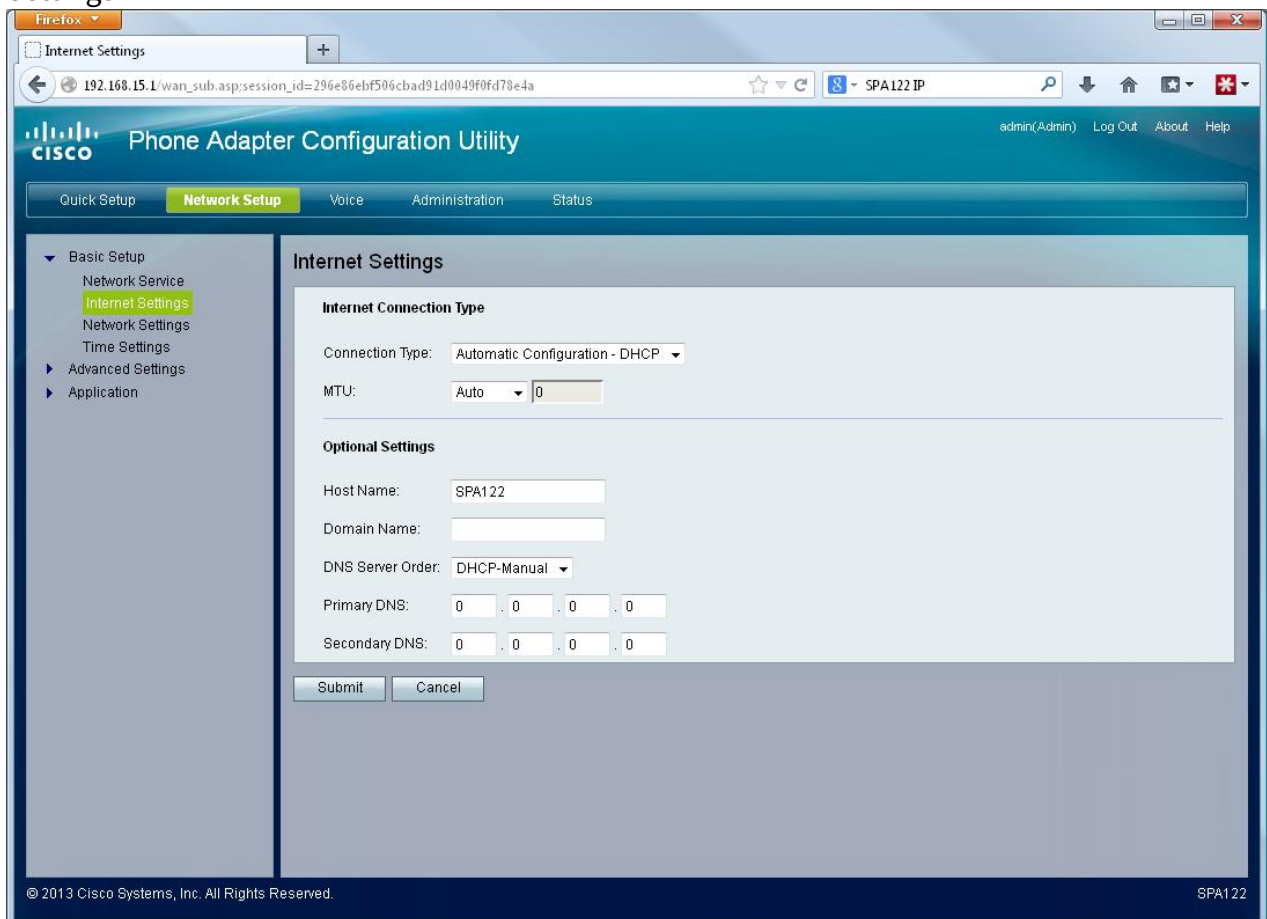 Firefox
Internet Settings
192.168.15.1/wan_sub.asp;session_id=296e86ebf506cbad91d0049f0fd78e4a
8
SPA122 IP
CISCO
Phone Adapter Configuration Utility
admin(Admin) Log Out About Help
Quick Setup Network Setup Voice Administration Status
Basic Setup
Network Service
Internet Settings
Network Settings
Time Settings
Advanced Settings
Application
Internet Settings
Internet Connection Type
Connection Type: Automatic Configuration - DHCP
MTU: Auto 0
Optional Settings
Host Name: SPA122
Domain Name:
DNS Server Order: DHCP-Manual
Primary DNS: 0 . 0 . 0 . 0
Secondary DNS: 0 . 0 . 0 . 0
Submit Cancel
© 2013 Cisco Systems, Inc. All Rights Reserved. SPA122